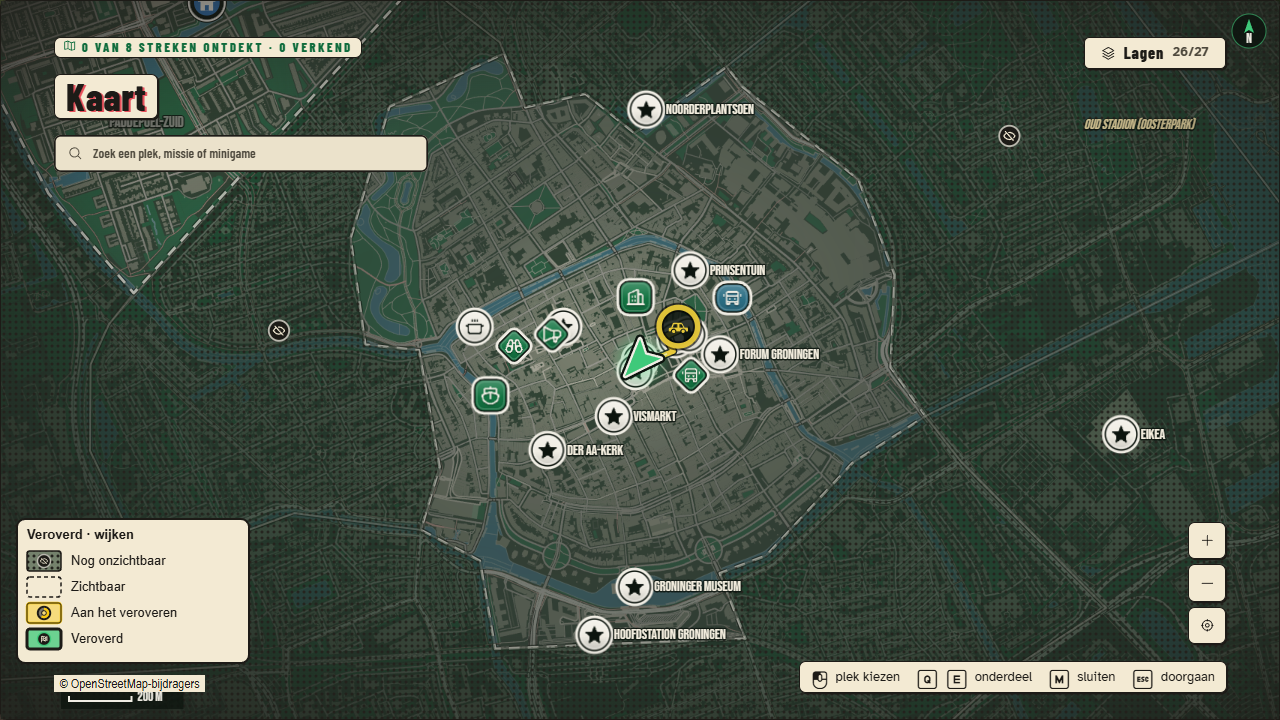 0 VAN 8 STREKEN ONTDEKT · 0 VERKEND
Kaart
PADDEPOEL-ZUID
Zoek een plek, missie of minigame
Lagen 26/27
N
OUD STADION (OOSTERPARK)
NOORDERPLANTSOEN
PRINSENTUIN
FORUM GRONINGEN
VISMARKT
DER AA-KERK
EIKEA
GRONINGER MUSEUM
HOOFDSTATION GRONINGEN
Veroverd · wijken
Nog onzichtbaar
Zichtbaar
Aan het veroveren
Veroverd
© OpenStreetMap-bijdragers
200 M
plek kiezen Q E onderdeel M sluiten ESC doorgaan